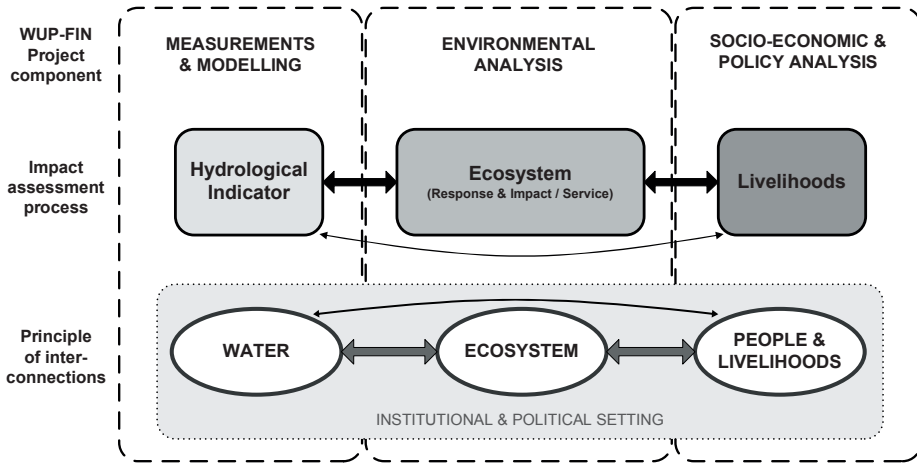 WUP-FIN
Project
component
MEASUREMENTS
& MODELLING
ENVIRONMENTAL
ANALYSIS
SOCIO-ECONOMIC &
POLICY ANALYSIS
Impact
assessment
process
Hydrological
Indicator
Ecosystem
(Response & Impact / Service)
Livelihoods
Principle
of inter-
connections
WATER
ECOSYSTEM
PEOPLE &
LIVELIHOODS
INSTITUTIONAL & POLITICAL SETTING